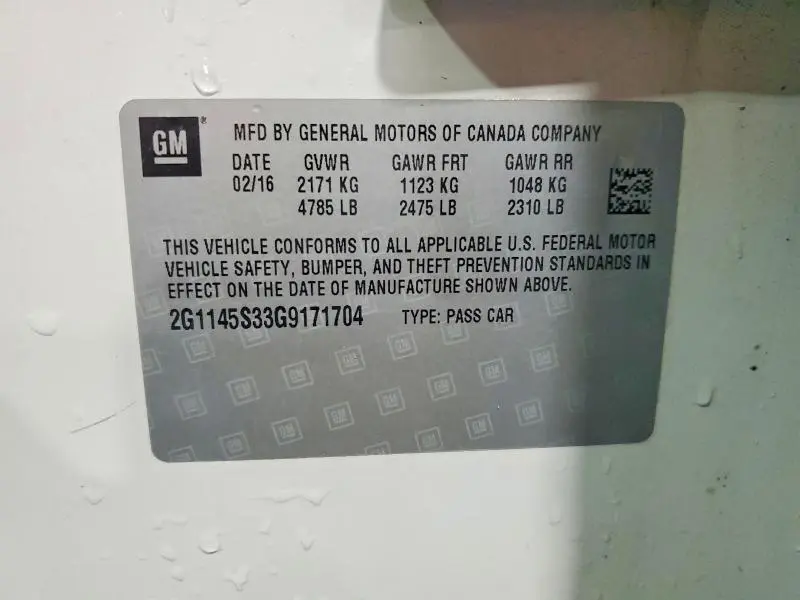 GM
MFD BY GENERAL MOTORS OF CANADA COMPANY
DATE GVWR GAWR FRT GAWR RR
02/16 2171 KG 1123 KG 1048 KG
4785 LB 2475 LB 2310 LB
THIS VEHICLE CONFORMS TO ALL APPLICABLE U.S. FEDERAL MOTOR
VEHICLE SAFETY, BUMPER, AND THEFT PREVENTION STANDARDS IN
EFFECT ON THE DATE OF MANUFACTURE SHOWN ABOVE.
2G1145S33G9171704 TYPE: PASS CAR